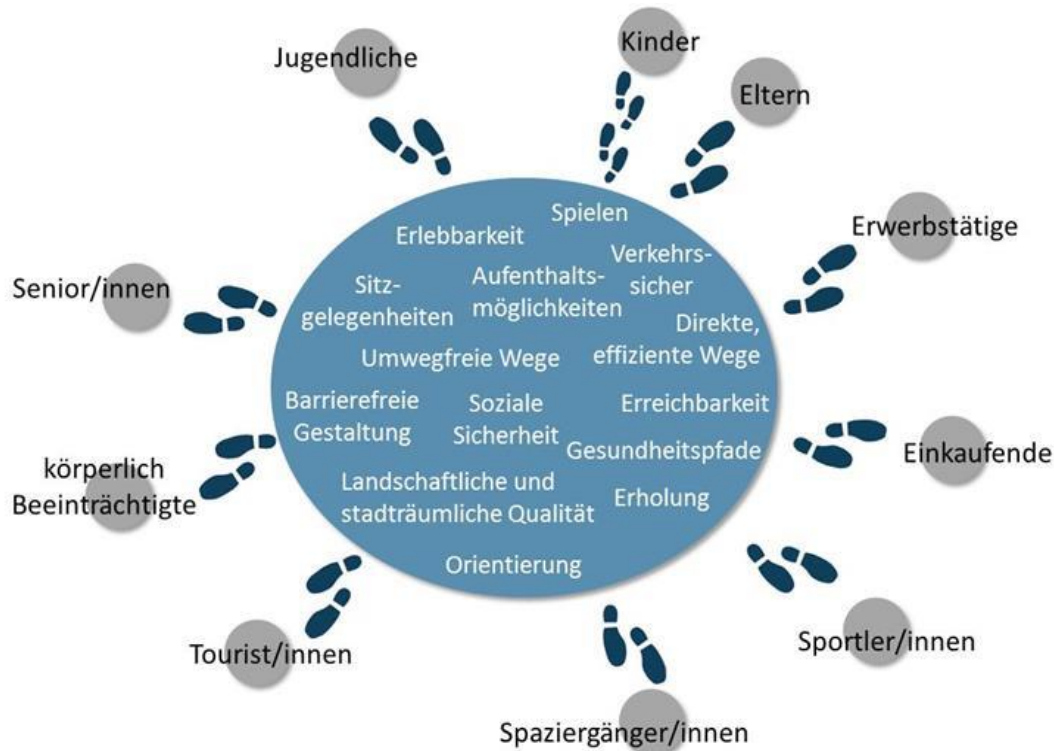 Kinder
Jugendliche
Eltern
Erwerbstätige
Senior/innen
Einkaufende
körperlich
Beeinträchtigte
Sportler/innen
Tourist/innen
Spaziergänger/innen
Spielen
Erlebbarkeit
Verkehrs-
sicher
Aufenthalts-
möglichkeiten
Sitz-
gelegenheiten
Direkte,
effiziente Wege
Umwegfreie Wege
Barrierefreie
Gestaltung
Soziale
Sicherheit
Erreichbarkeit
Gesundheitspfade
Landschaftliche und
stadträumliche Qualität
Erholung
Orientierung